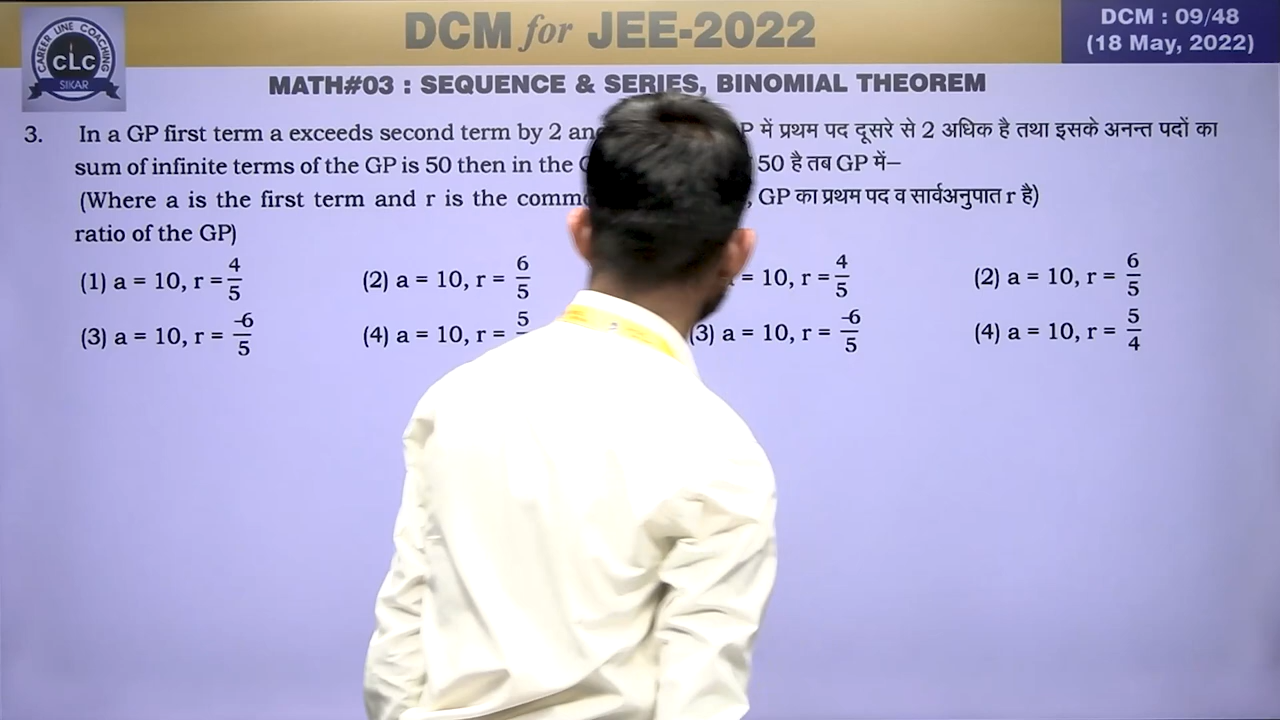 CAREER LINE COACHING
CLC
SIKAR
DCM for JEE-2022
DCM : 09/48
(18 May, 2022)
MATH#03 : SEQUENCE & SERIES, BINOMIAL THEOREM
3. In a GP first term a exceeds second term by 2 an
sum of infinite terms of the GP is 50 then in the
(Where a is the first term and r is the comm
ratio of the GP)
(1) a = 10, r = 4/5 (2) a = 10, r = 6/5
(3) a = 10, r = -6/5 (4) a = 10, r = 5
P में प्रथम पद दूसरे से 2 अधिक है तथा इसके अनन्त पदों का
50 है तब GP में–
, GP का प्रथम पद व सार्वअनुपात r है)
= 10, r = 4/5 (2) a = 10, r = 6/5
(3) a = 10, r = -6/5 (4) a = 10, r = 5/4